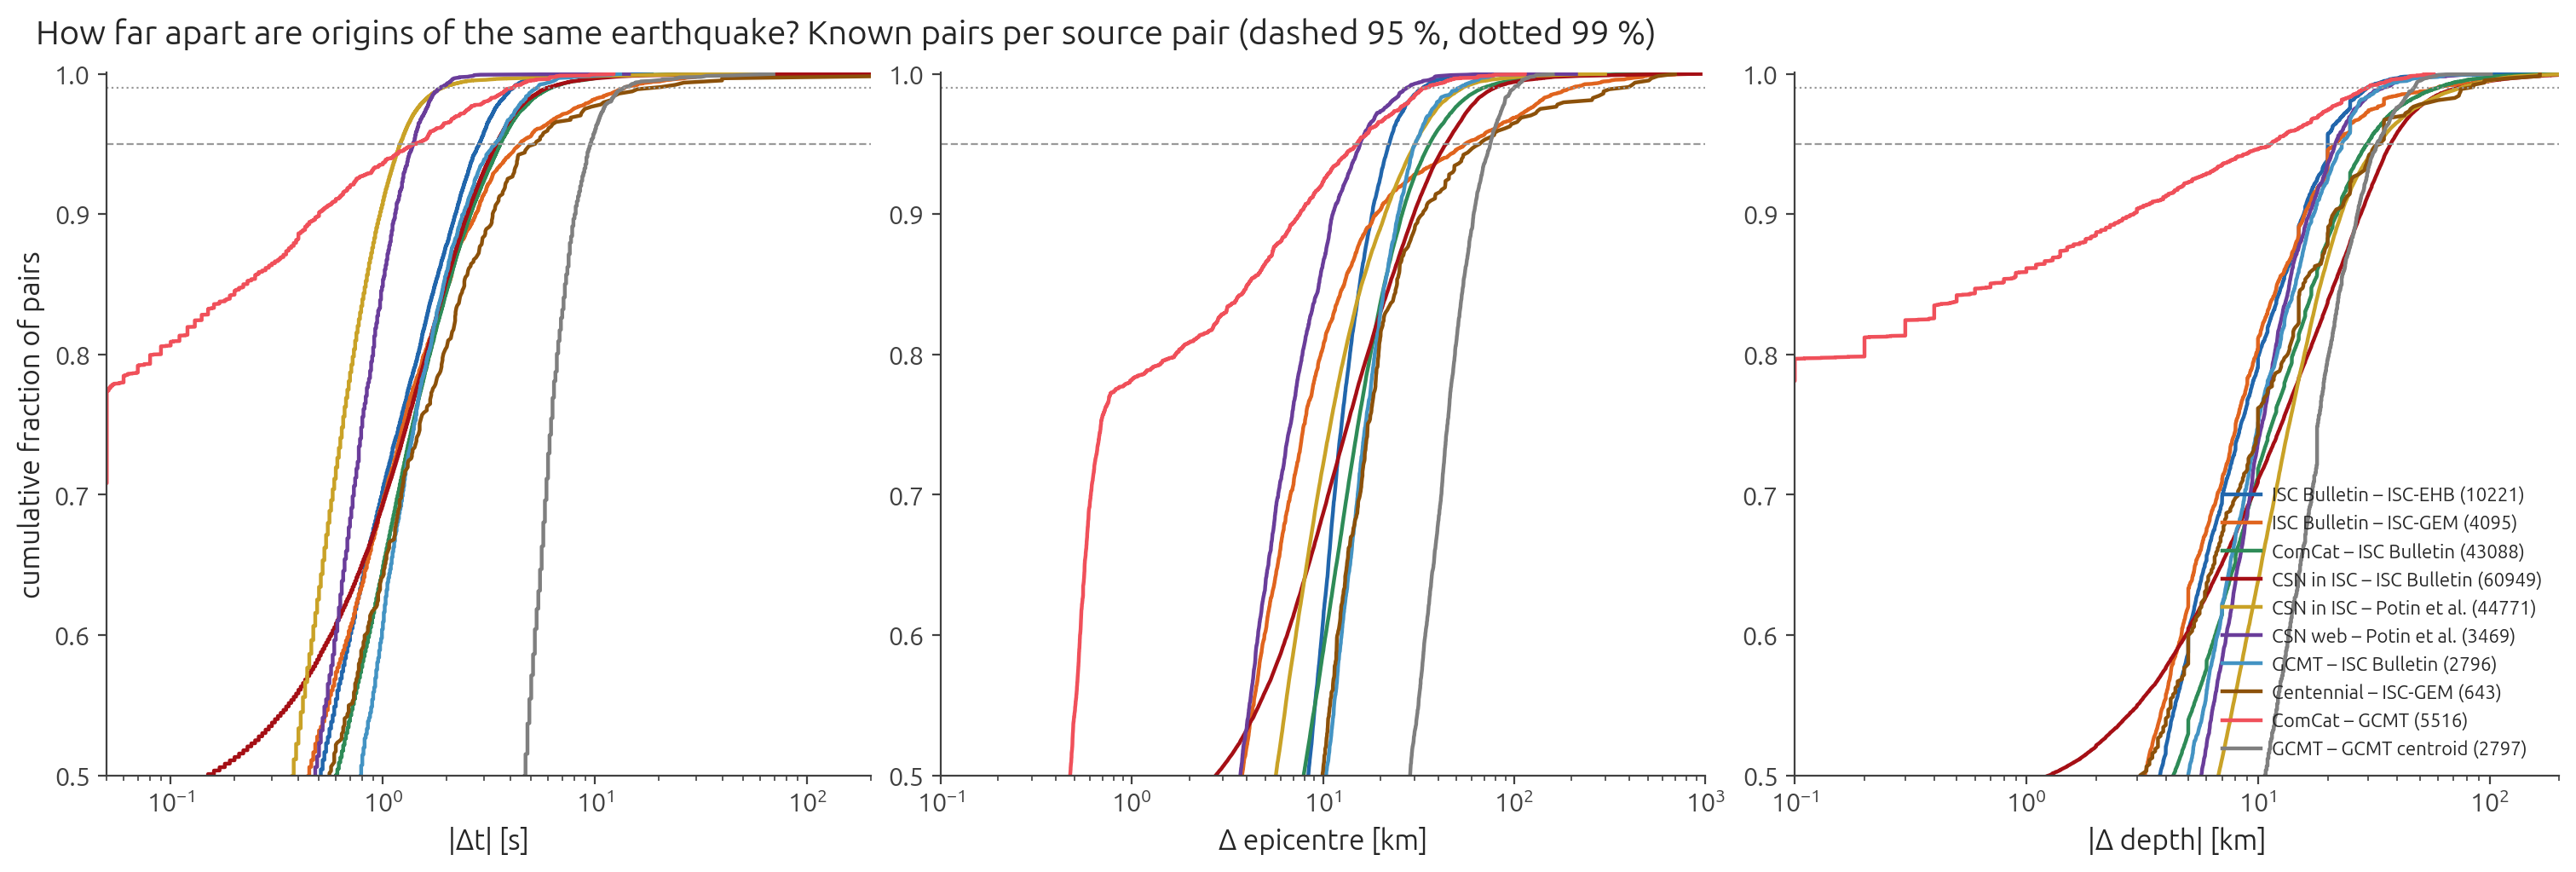 How far apart are origins of the same earthquake? Known pairs per source pair (dashed 95 %, dotted 99 %)
cumulative fraction of pairs
1.0
0.9
0.8
0.7
0.6
0.5
10⁻¹ 10⁰ 10¹ 10²
|Δt| [s]
1.0
0.9
0.8
0.7
0.6
0.5
10⁻¹ 10⁰ 10¹ 10² 10³
Δ epicentre [km]
1.0
0.9
0.8
0.7
0.6
0.5
10⁻¹ 10⁰ 10¹ 10²
|Δ depth| [km]
ISC Bulletin – ISC-EHB (10221)
ISC Bulletin – ISC-GEM (4095)
ComCat – ISC Bulletin (43088)
CSN in ISC – ISC Bulletin (60949)
CSN in ISC – Potin et al. (44771)
CSN web – Potin et al. (3469)
GCMT – ISC Bulletin (2796)
Centennial – ISC-GEM (643)
ComCat – GCMT (5516)
GCMT – GCMT centroid (2797)